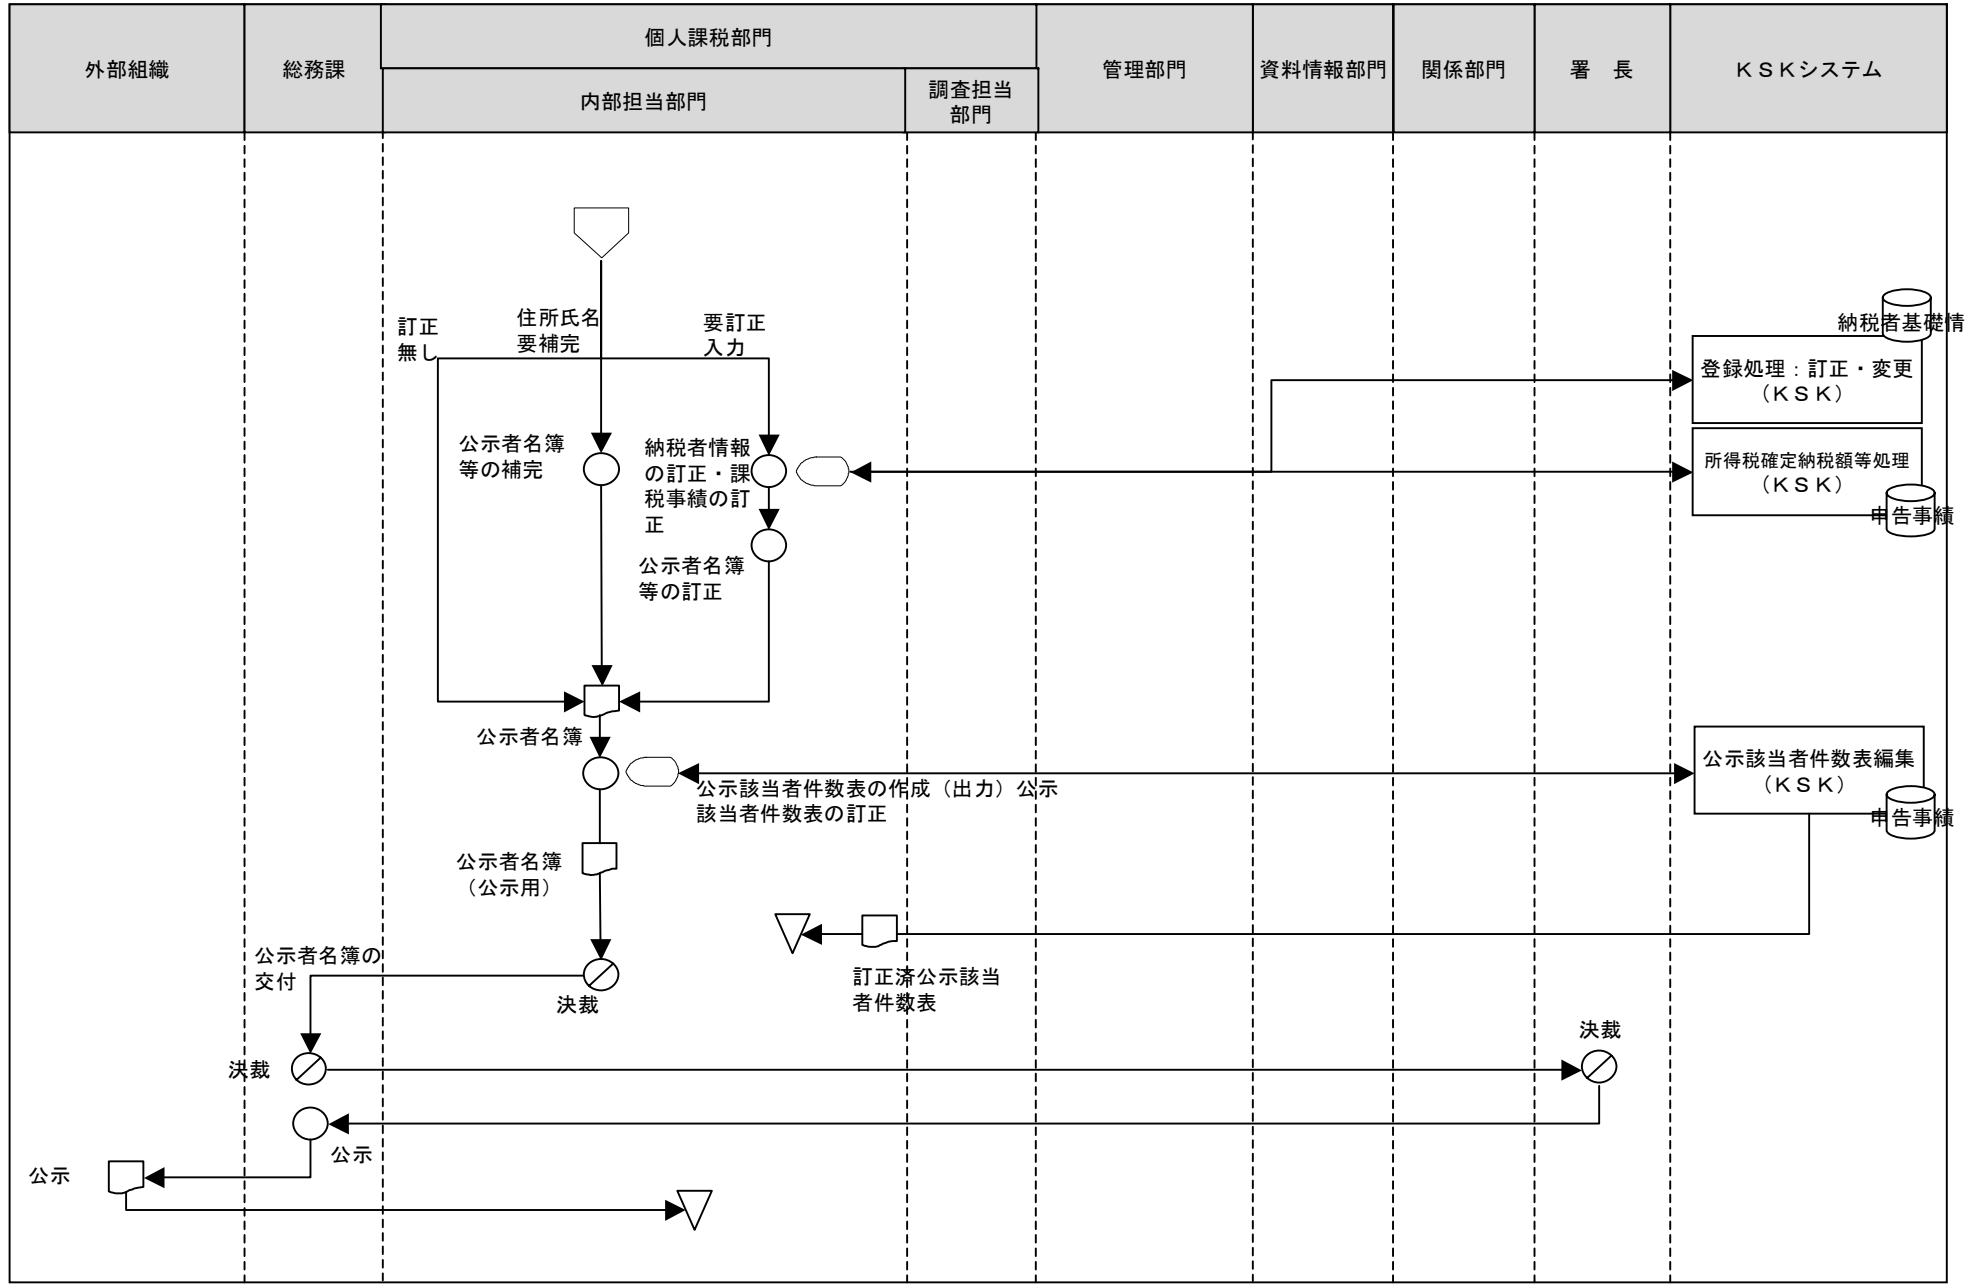 外部組織
総務課
個人課税部門
内部担当部門
調査担当
部門
管理部門
資料情報部門
関係部門
署　長
ＫＳＫシステム
訂正
無し
住所氏名
要補完
要訂正
入力
納税者基礎情
登録処理：訂正・変更
（ＫＳＫ）
公示者名簿
等の補完
納税者情報
の訂正・課
税事績の訂
正
所得税確定納税額等処理
（ＫＳＫ）
申告事績
公示者名簿
等の訂正
公示者名簿
公示該当者件数表の作成（出力）公示
該当者件数表の訂正
公示該当者件数表編集
（ＫＳＫ）
申告事績
公示者名簿
（公示用）
公示者名簿の
交付
決裁
訂正済公示該当
者件数表
決裁
決裁
公示
公示